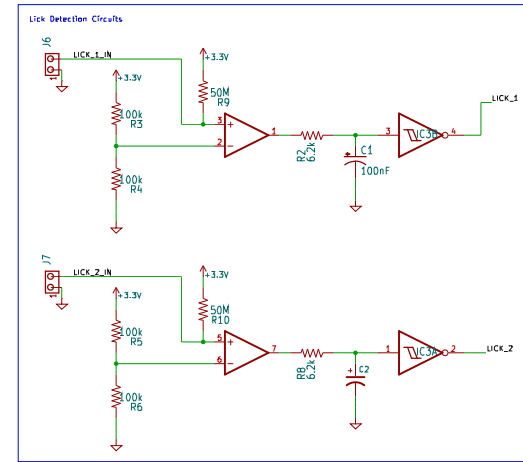 Lick Detection Circuits
J6
LICK_1_IN
1
+3.3V
+3.3V
100k
R3
50M
R9
3
+
2
-
1
R2
6.2k
C1
100nF
3
IC3B
4
LICK_1
100k
R4
J7
LICK_2_IN
1
+3.3V
+3.3V
100k
R5
50M
R10
5
+
6
-
7
R8
6.2k
+
C2
1
IC3A
2
LICK_2
100k
R6